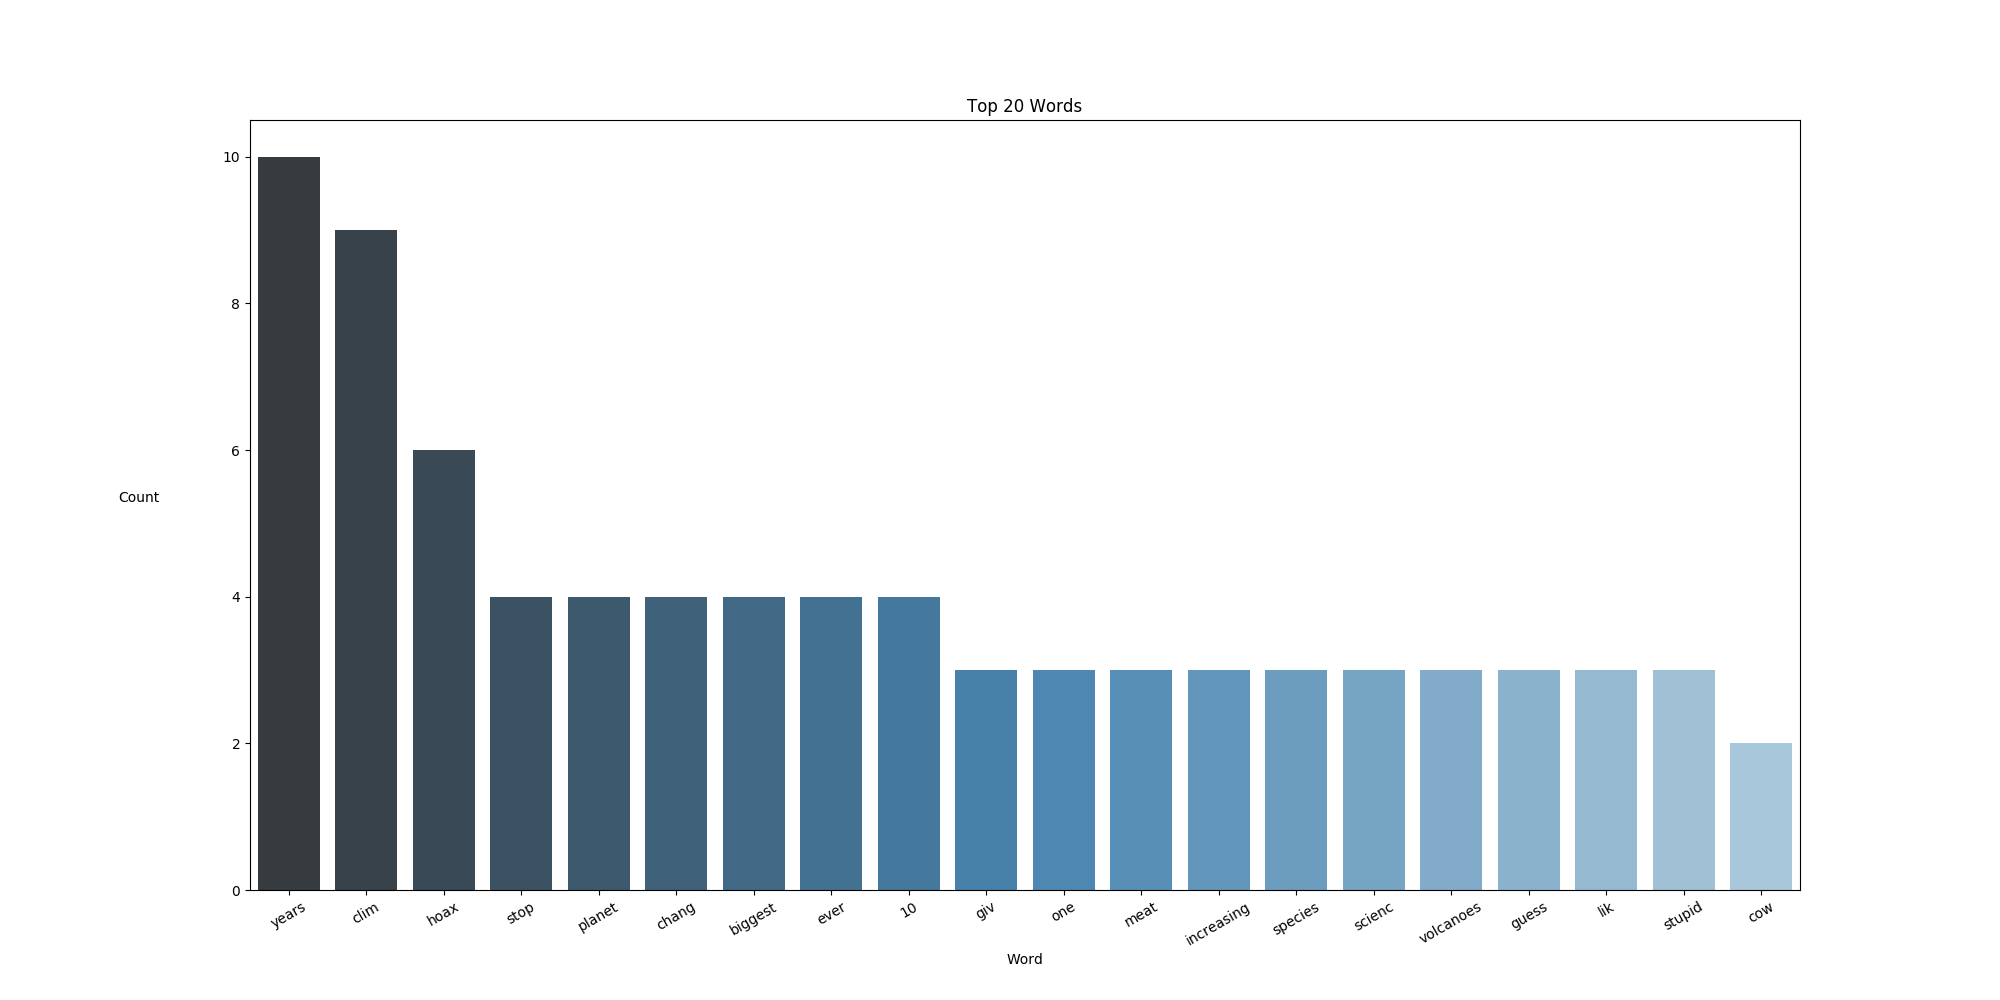 Top 20 Words
10
8
6
4
2
0
Count
years clim hoax stop planet chang biggest ever 10 giv one meat increasing species scienc volcanoes guess lik stupid cow
Word